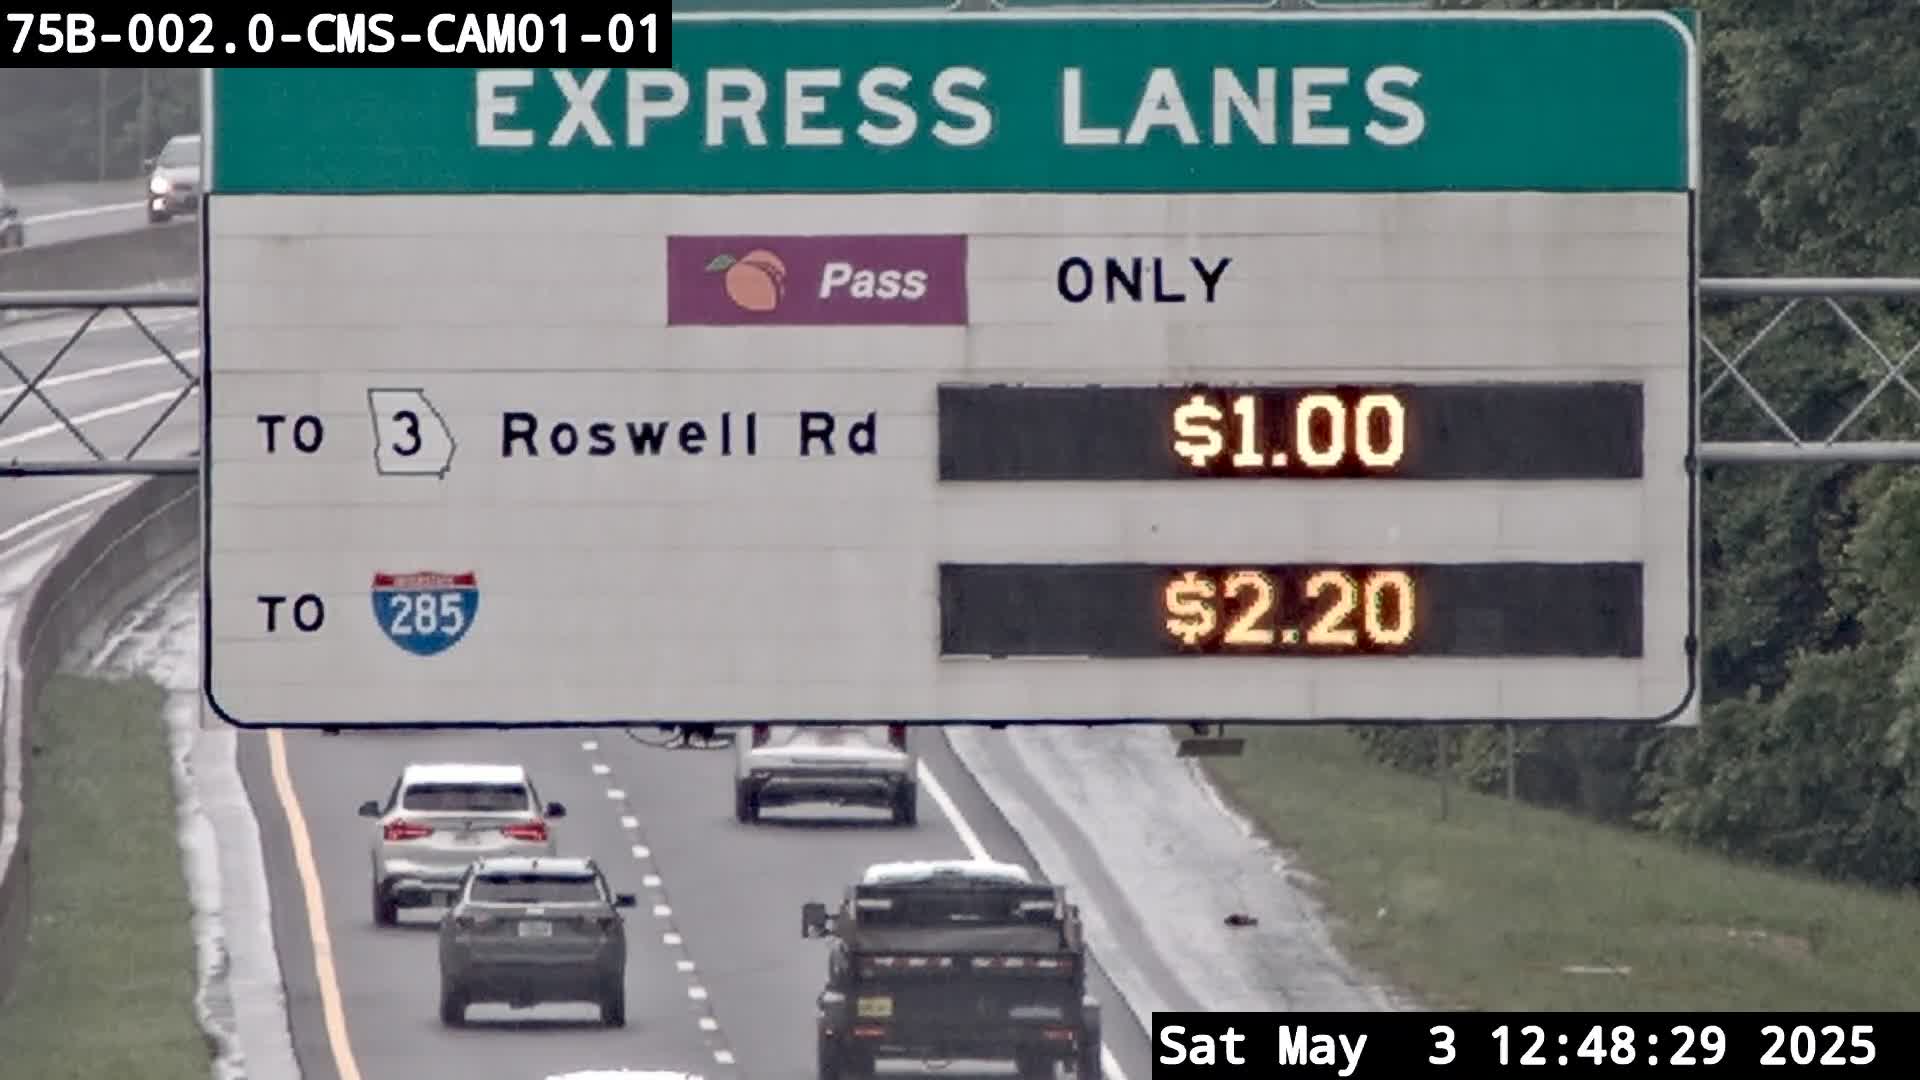 75B-002.0-CMS-CAM01-01
EXPRESS LANES
Pass ONLY
TO 3 Roswell Rd $1.00
INTERSTATE
TO 285 $2.20
Sat May 3 12:48:29 2025